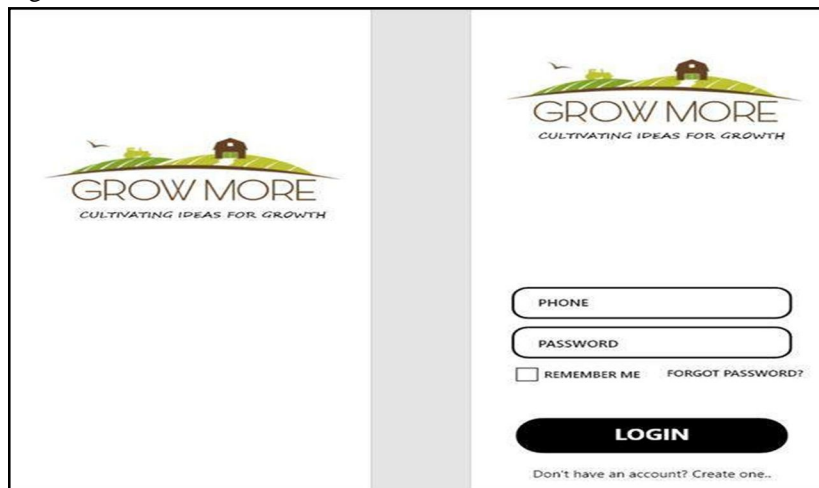 GROW MORE
CULTIVATING IDEAS FOR GROWTH
GROW MORE
CULTIVATING IDEAS FOR GROWTH
PHONE
PASSWORD
REMEMBER ME FORGOT PASSWORD?
LOGIN
Don't have an account? Create one..